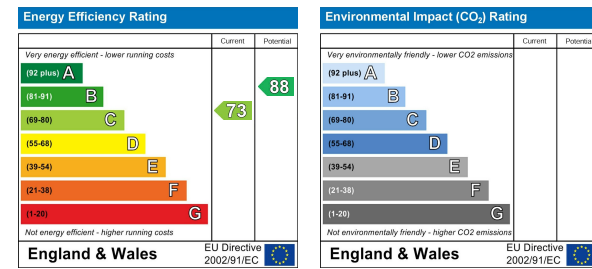 Energy Efficiency Rating
Current Potential
Very energy efficient - lower running costs
(92 plus) A
(81-91) B
(69-80) C
(55-68) D
(39-54) E
(21-38) F
(1-20) G
73
88
Not energy efficient - higher running costs
England & Wales
EU Directive
2002/91/EC
Environmental Impact (CO₂) Rating
Current Potentia
Very environmentally friendly - lower CO2 emissions
(92 plus) A
(81-91) B
(69-80) C
(55-68) D
(39-54) E
(21-38) F
(1-20) G
Not environmentally friendly - higher CO2 emissions
England & Wales
EU Directive
2002/91/EC